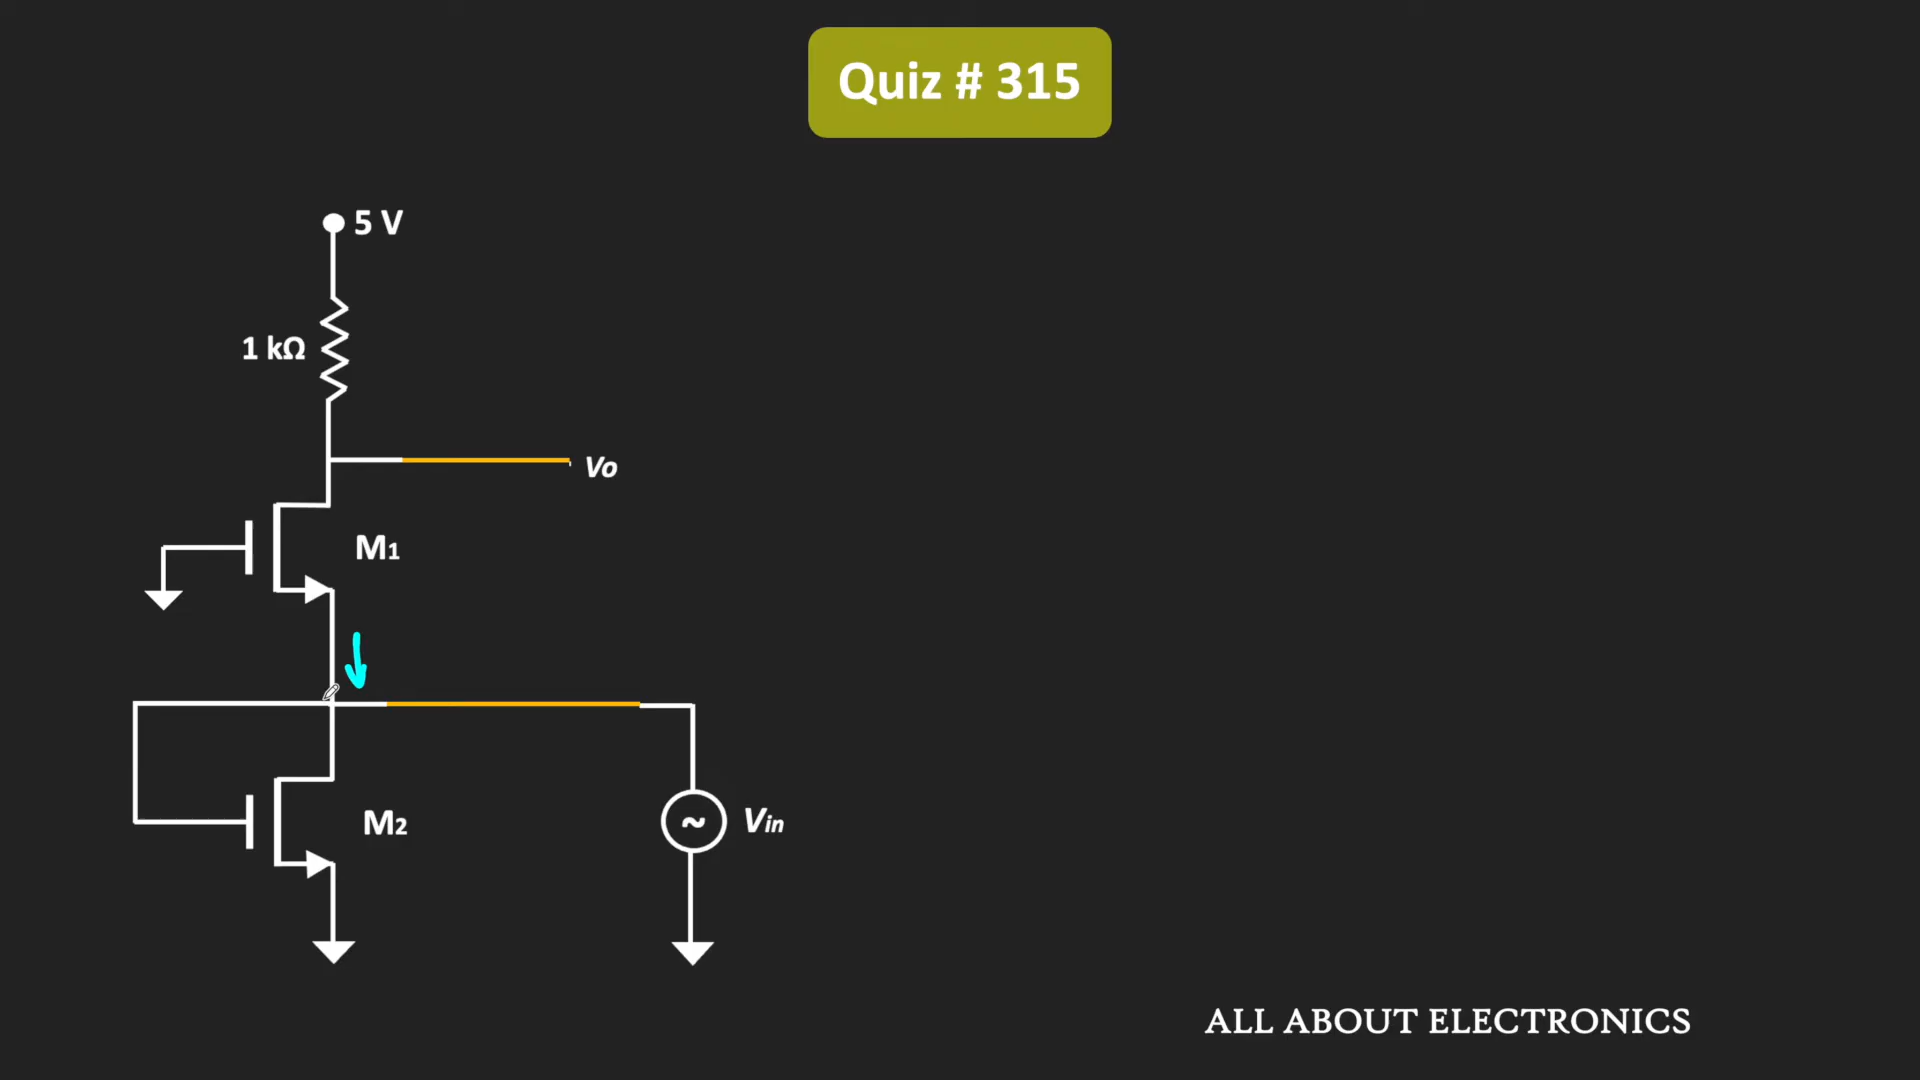 Quiz # 315
5 V
1 kΩ
Vo
M1
M2
Vin
~
ALL ABOUT ELECTRONICS